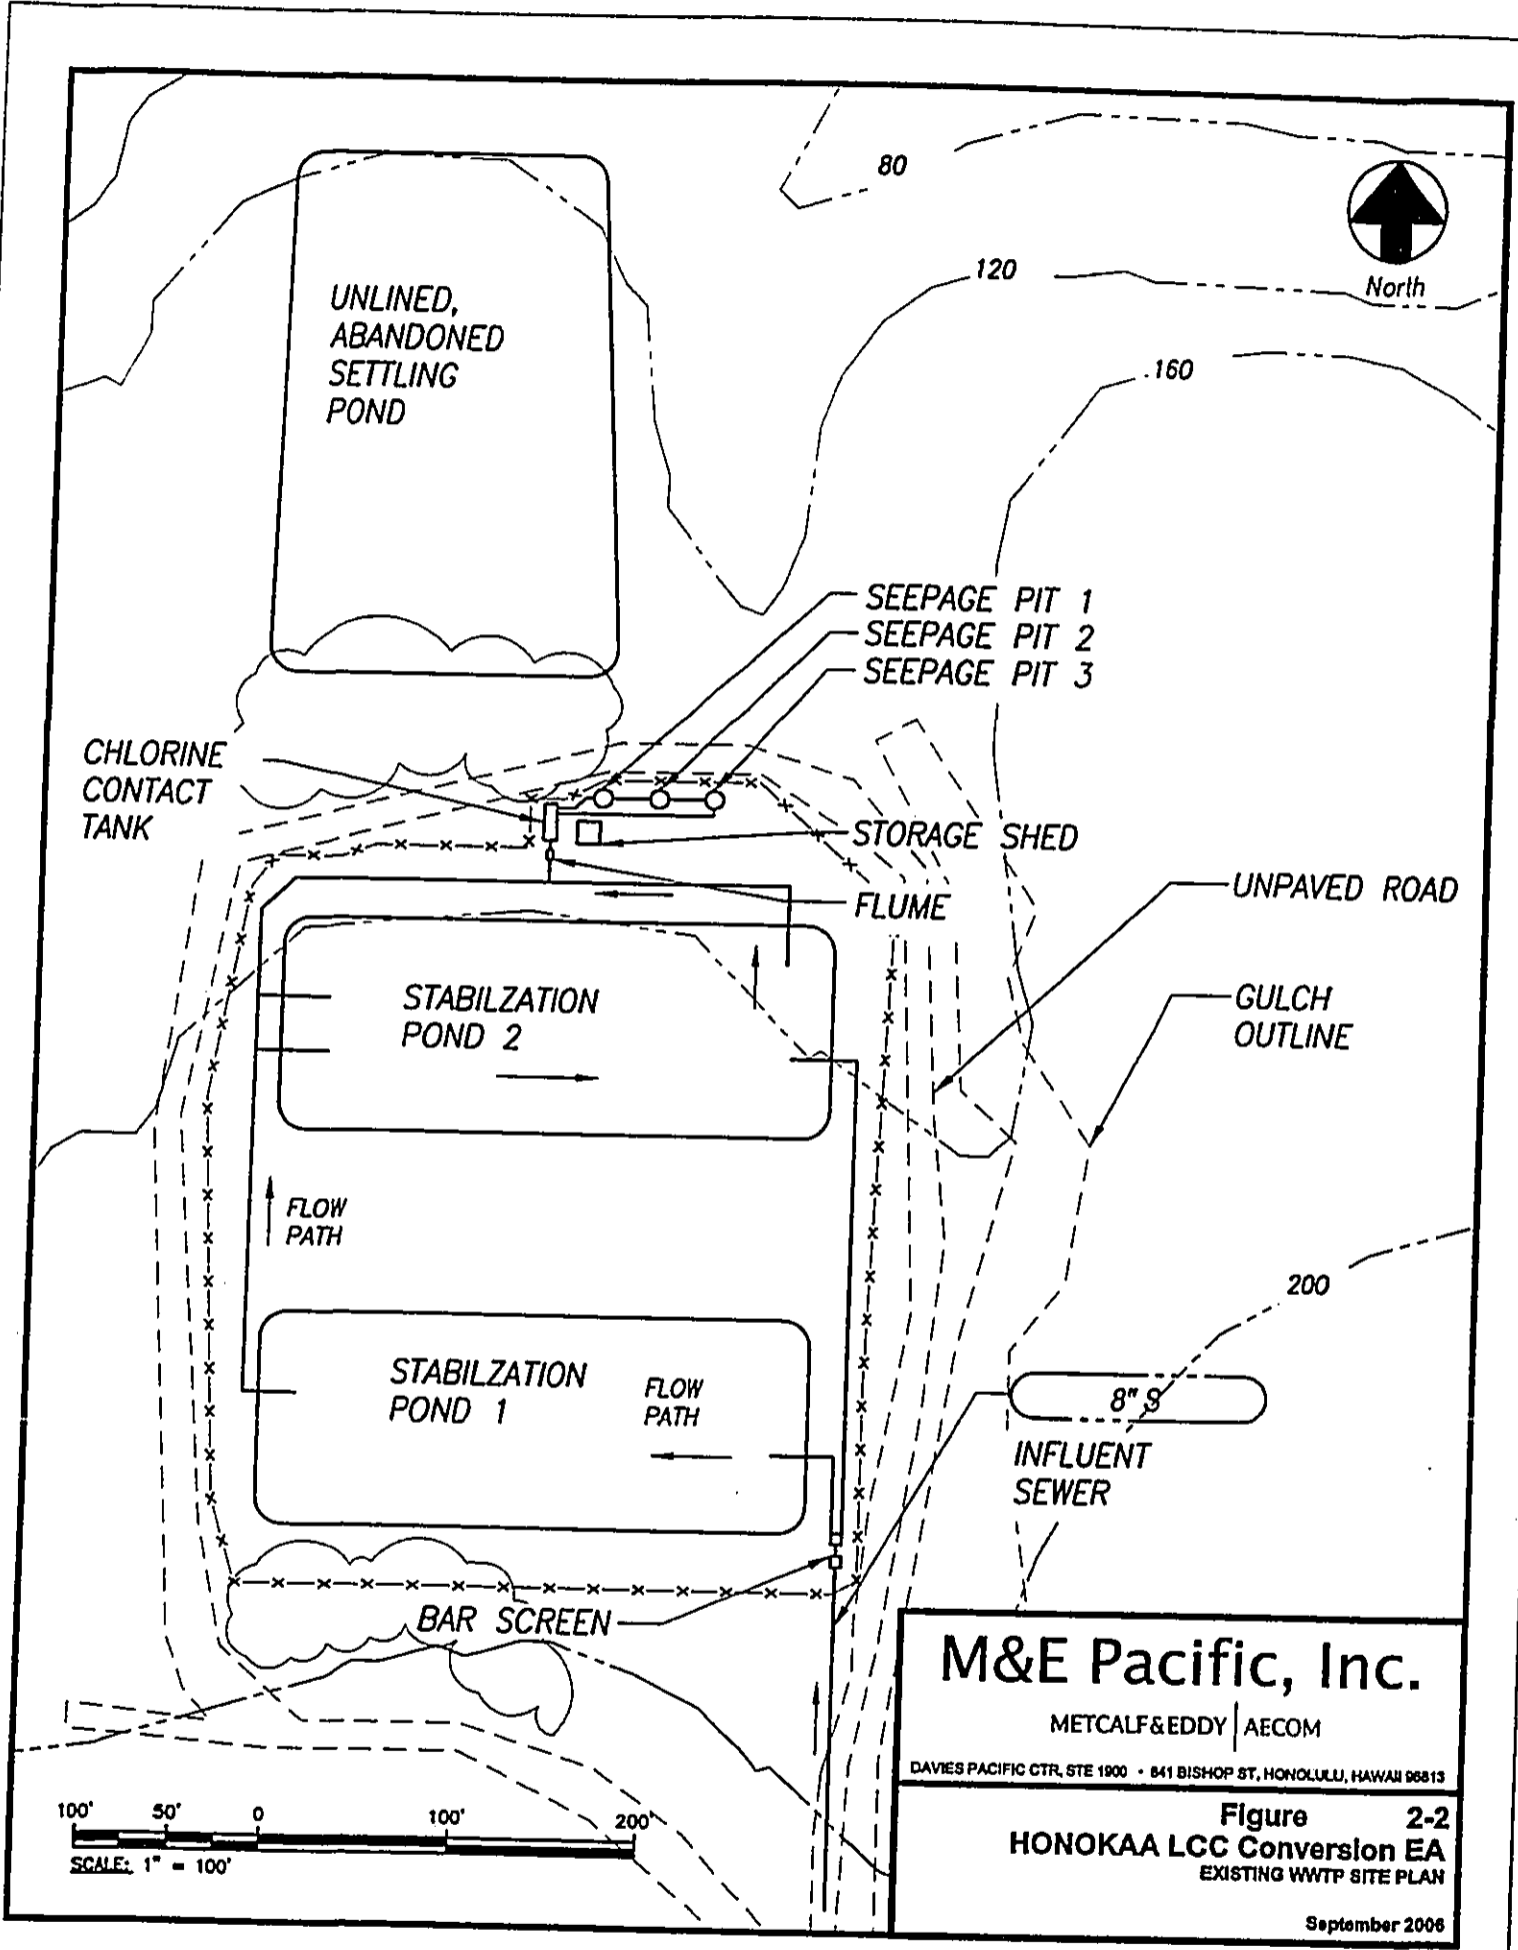 80
120
North
160
UNLINED,
ABANDONED
SETTLING
POND
SEEPAGE PIT 1
SEEPAGE PIT 2
SEEPAGE PIT 3
CHLORINE
CONTACT
TANK
STORAGE SHED
FLUME
UNPAVED ROAD
GULCH
OUTLINE
STABILZATION
POND 2
FLOW
PATH
200
STABILZATION
POND 1
FLOW
PATH
8" S
INFLUENT
SEWER
BAR SCREEN
M&E Pacific, Inc.
METCALF&EDDY | AECOM
DAVIES PACIFIC CTR, STE 1900 • 841 BISHOP ST, HONOLULU, HAWAII 96813
100' 50' 0 100' 200'
SCALE: 1" = 100'
Figure 2-2
HONOKAA LCC Conversion EA
EXISTING WWTP SITE PLAN
September 2006